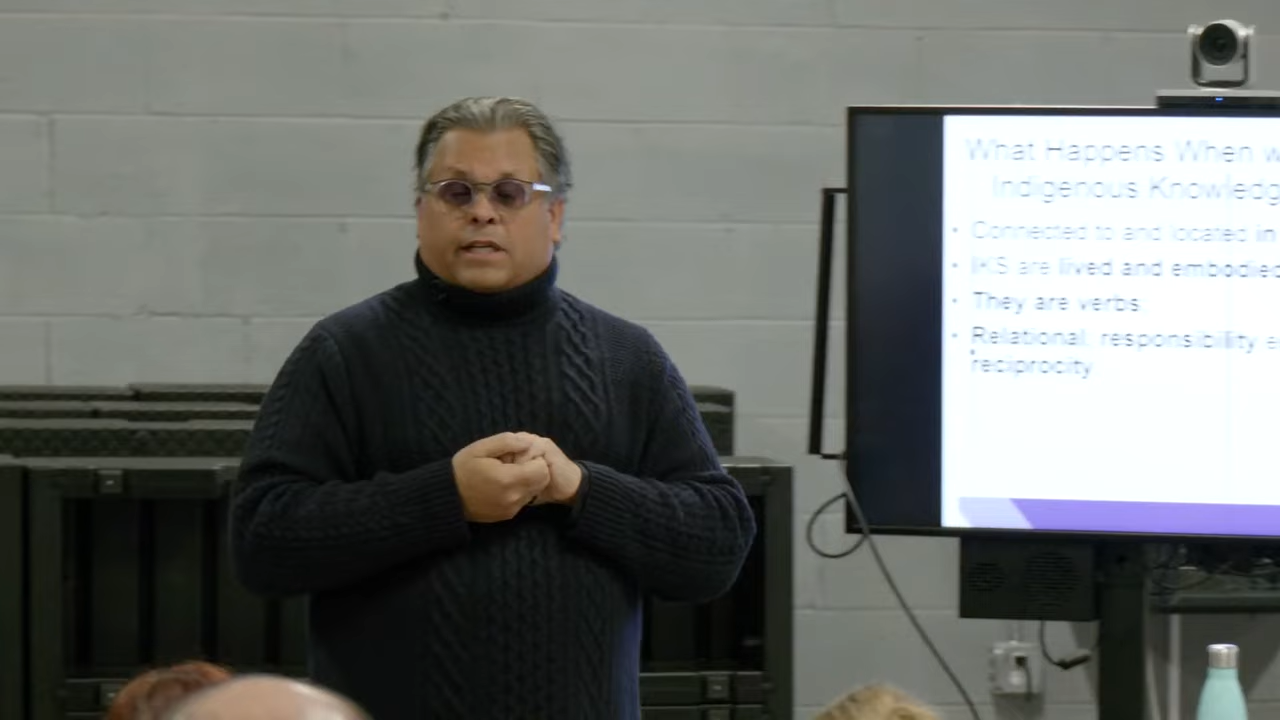 What Happens When w
Indigenous Knowledg
• Connected to and located in
• IKS are lived and embodied
• They are verbs
• Relational, responsibility
reciprocity